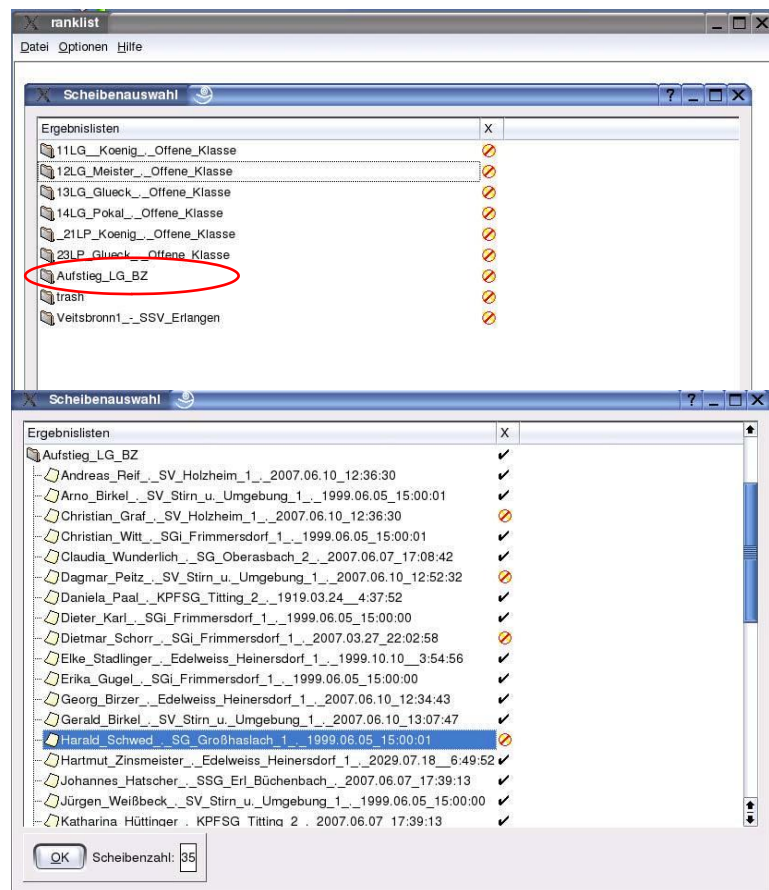 ranklist
Datei Optionen Hilfe
Scheibenauswahl
Ergebnislisten X
11LG__Koenig_._Offene_Klasse
12LG_Meister_._Offene_Klasse
13LG_Glueck_._Offene_Klasse
14LG_Pokal_._Offene_Klasse
_21LP_Koenig_._Offene_Klasse
23LP_Glueck_._Offene_Klasse
Aufstieg_LG_BZ
trash
Veitsbronn1_-_SSV_Erlangen
Scheibenauswahl
Ergebnislisten X
Aufstieg_LG_BZ
Andreas_Reif_._SV_Holzheim_1_._2007.06.10_12:36:30
Arno_Birkel_._SV_Stirn_u._Umgebung_1_._1999.06.05_15:00:01
Christian_Graf_._SV_Holzheim_1_._2007.06.10_12:36:30
Christian_Witt_._SGi_Frimmersdorf_1_._1999.06.05_15:00:01
Claudia_Wunderlich_._SG_Oberasbach_2_._2007.06.07_17:08:42
Dagmar_Peitz_._SV_Stirn_u._Umgebung_1_._2007.06.10_12:52:32
Daniela_Paal_._KPFSG_Titting_2_._1919.03.24__4:37:52
Dieter_Karl_._SGi_Frimmersdorf_1_._1999.06.05_15:00:00
Dietmar_Schorr_._SGi_Frimmersdorf_1_._2007.03.27_22:02:58
Elke_Stadlinger_._Edelweiss_Heinersdorf_1_._1999.10.10__3:54:56
Erika_Gugel_._SGi_Frimmersdorf_1_._1999.06.05_15:00:00
Georg_Birzer_._Edelweiss_Heinersdorf_1_._2007.06.10_12:34:43
Gerald_Birkel_._SV_Stirn_u._Umgebung_1_._2007.06.10_13:07:47
Harald_Schwed_._SG_Großhaslach_1_._1999.06.05_15:00:01
Hartmut_Zinsmeister_._Edelweiss_Heinersdorf_1_._2029.07.18__6:49:52
Johannes_Hatscher_._SSG_Erl_Büchenbach_._2007.06.07_17:39:13
Jürgen_Weißbeck_._SV_Stirn_u._Umgebung_1_._1999.06.05_15:00:00
Katharina_Hüttinger_._KPFSG_Titting_2_._2007.06.07_17:39:13
OK Scheibenzahl: 35